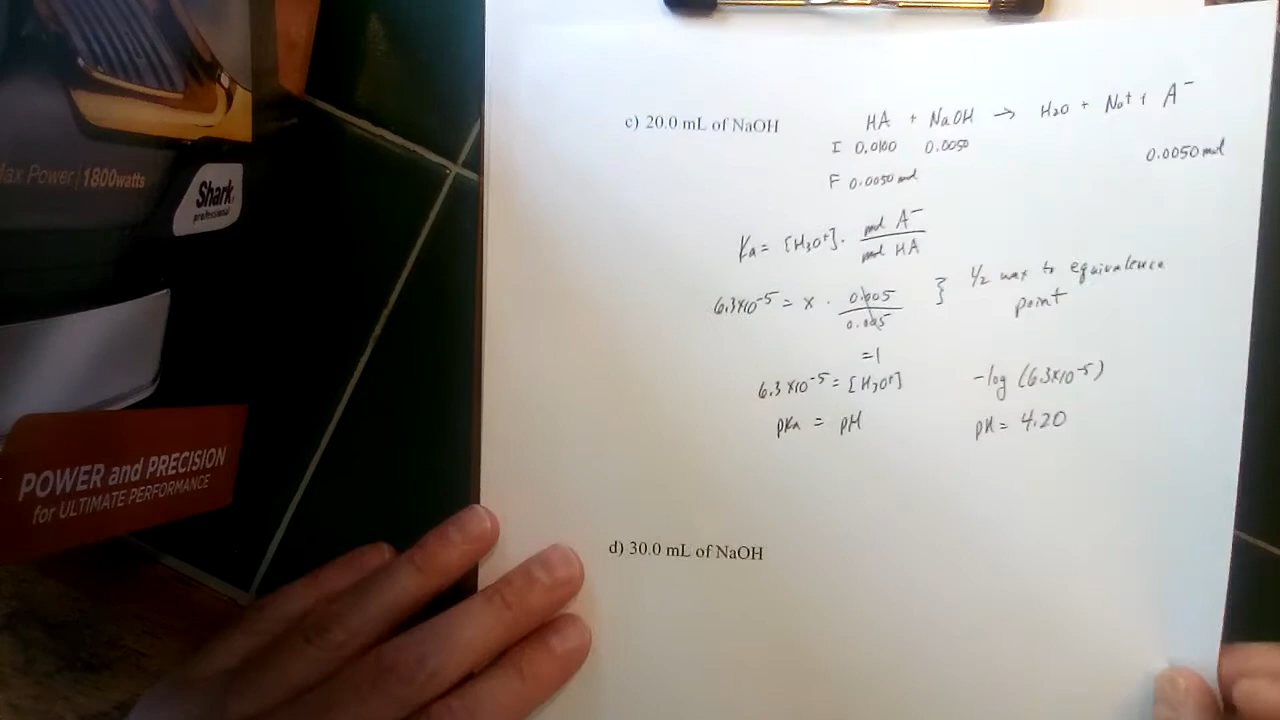 ax Power | 1800watts
Shark
professional
POWER and PRECISION
for ULTIMATE PERFORMANCE
c) 20.0 mL of NaOH
HA + NaOH → H2O + Na+ + A-
I 0.0100 0.0050
0.0050 mol
F 0.0050 mol
Ka = [H3O+] · mol A- / mol HA
6.3x10-5 = x · 0.005 / 0.005 } 1/2 way to equivalence point
=1
6.3x10-5 = [H3O+] -log (6.3x10-5)
pKa = pH pH = 4.20
d) 30.0 mL of NaOH